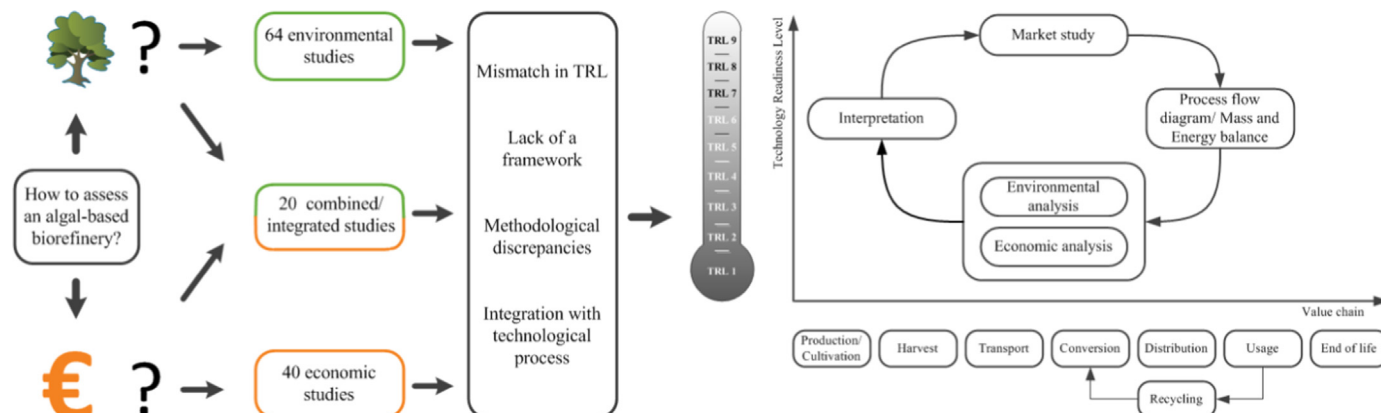 How to assess
an algal-based
biorefinery?
?
€
?
64 environmental
studies
20 combined/
integrated studies
40 economic
studies
Mismatch in TRL
Lack of a
framework
Methodological
discrepancies
Integration with
technological
process
TRL 9
TRL 8
TRL 7
TRL 6
TRL 5
TRL 4
TRL 3
TRL 2
TRL 1
Technology Readiness Level
Market study
Process flow
diagram/ Mass and
Energy balance
Interpretation
Environmental
analysis
Economic analysis
Value chain
Production/
Cultivation
Harvest
Transport
Conversion
Distribution
Usage
End of life
Recycling